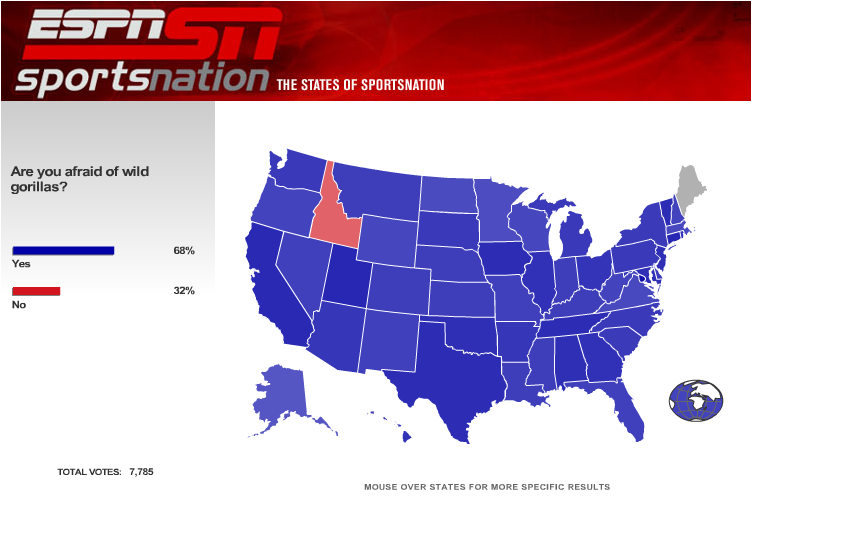 ESPN SN
sportsnation THE STATES OF SPORTSNATION
Are you afraid of wild
gorillas?
68%
Yes
32%
No
TOTAL VOTES: 7,785
MOUSE OVER STATES FOR MORE SPECIFIC RESULTS